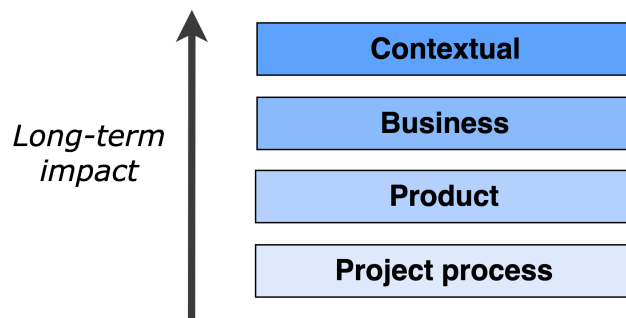 Contextual
Business
Long-term
impact
Product
Project process